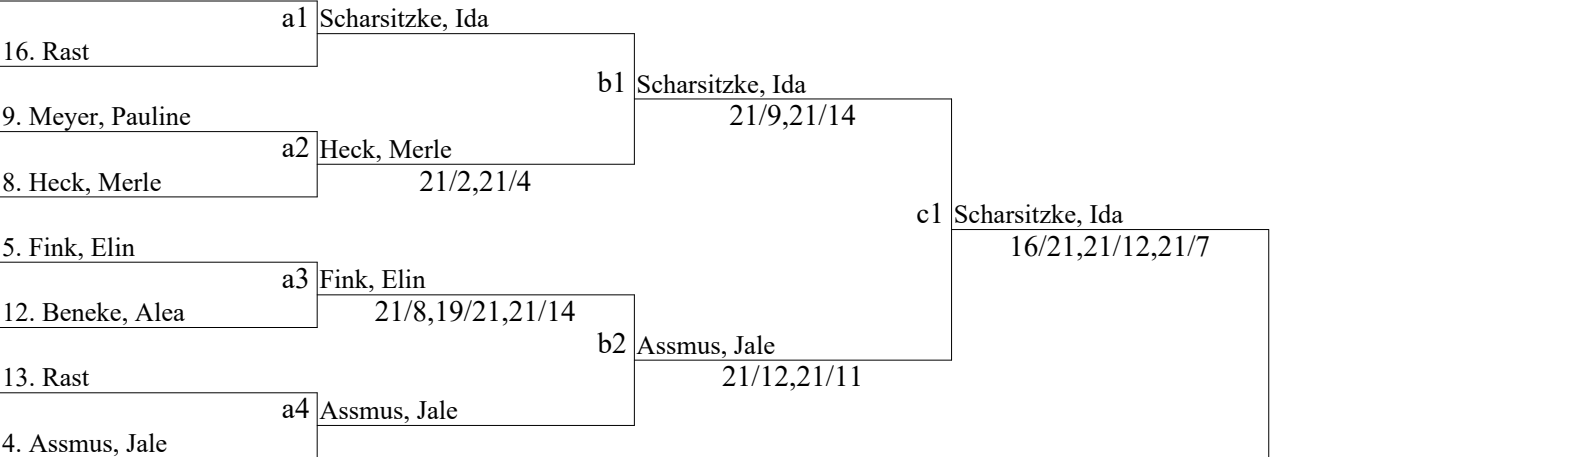 a1 Scharsitzke, Ida
16. Rast
b1 Scharsitzke, Ida
21/9,21/14
9. Meyer, Pauline
a2 Heck, Merle
21/2,21/4
8. Heck, Merle
c1 Scharsitzke, Ida
16/21,21/12,21/7
5. Fink, Elin
a3 Fink, Elin
21/8,19/21,21/14
12. Beneke, Alea
b2 Assmus, Jale
21/12,21/11
13. Rast
a4 Assmus, Jale
4. Assmus, Jale